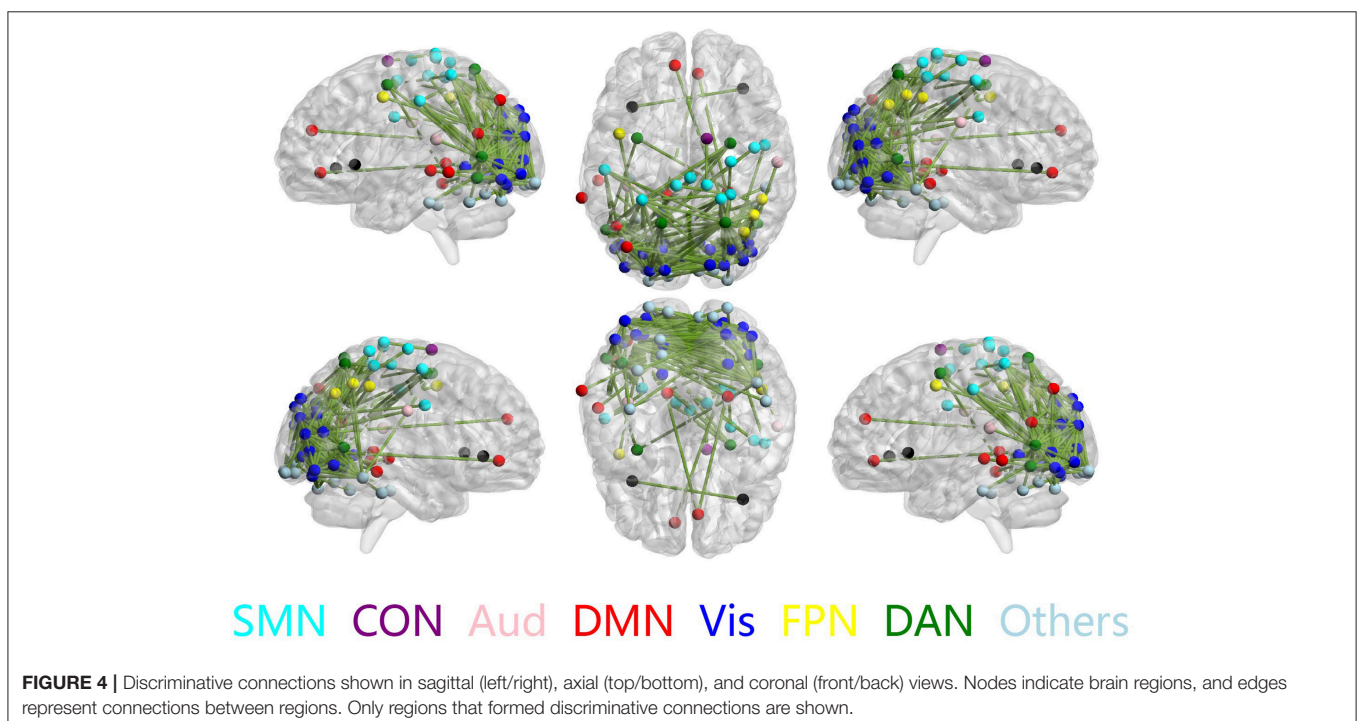 SMN CON Aud DMN Vis FPN DAN Others
FIGURE 4 | Discriminative connections shown in sagittal (left/right), axial (top/bottom), and coronal (front/back) views. Nodes indicate brain regions, and edges
represent connections between regions. Only regions that formed discriminative connections are shown.